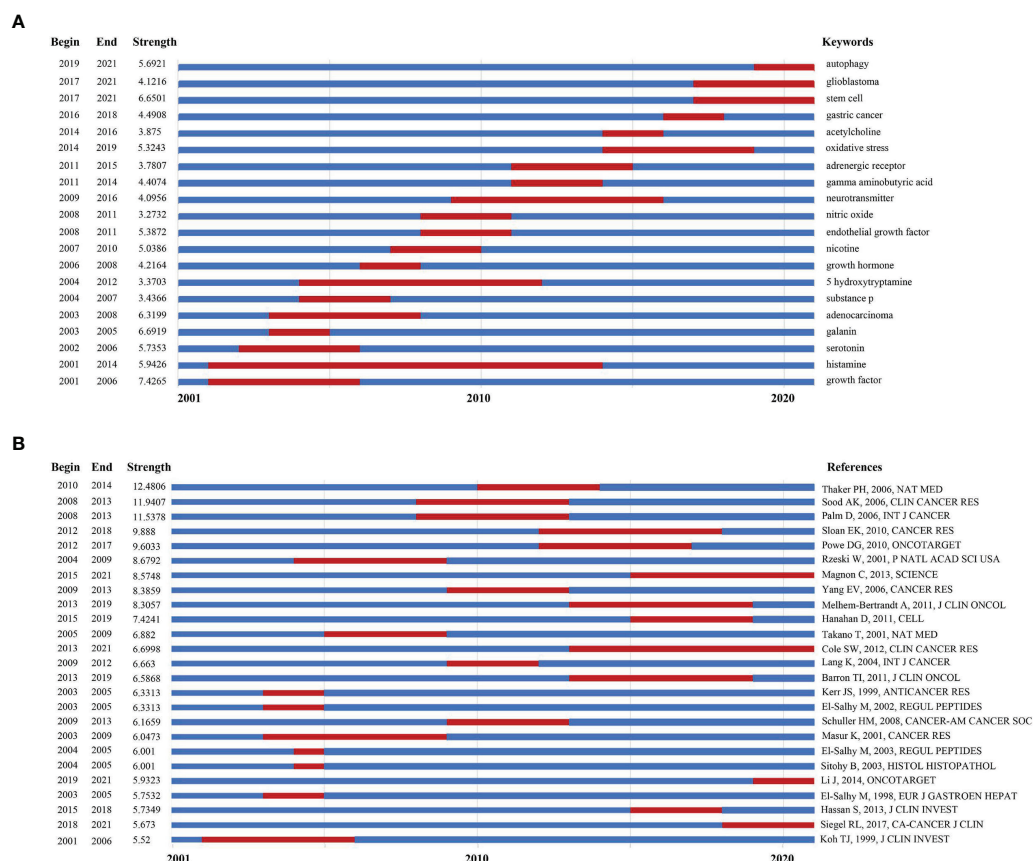 A
Begin End Strength Keywords
2019 2021 5.6921 autophagy
2017 2021 4.1216 glioblastoma
2017 2021 6.6501 stem cell
2016 2018 4.4908 gastric cancer
2014 2016 3.875 acetylcholine
2014 2019 5.3243 oxidative stress
2011 2015 3.7807 adrenergic receptor
2011 2014 4.4074 gamma aminobutyric acid
2009 2016 4.0956 neurotransmitter
2008 2011 3.2732 nitric oxide
2008 2011 5.3872 endothelial growth factor
2007 2010 5.0386 nicotine
2006 2008 4.2164 growth hormone
2004 2012 3.3703 5 hydroxytryptamine
2004 2007 3.4366 substance p
2003 2008 6.3199 adenocarcinoma
2003 2005 6.6919 galanin
2002 2006 5.7353 serotonin
2001 2014 5.9426 histamine
2001 2006 7.4265 growth factor
2001 2010 2020
B
Begin End Strength References
2010 2014 12.4806 Thaker PH, 2006, NAT MED
2008 2013 11.9407 Sood AK, 2006, CLIN CANCER RES
2008 2013 11.5378 Palm D, 2006, INT J CANCER
2012 2018 9.888 Sloan EK, 2010, CANCER RES
2012 2017 9.6033 Powe DG, 2010, ONCOTARGET
2004 2009 8.6792 Rzeski W, 2001, P NATL ACAD SCI USA
2015 2021 8.5748 Magnon C, 2013, SCIENCE
2009 2013 8.3859 Yang EV, 2006, CANCER RES
2013 2019 8.3057 Melhem-Bertrandt A, 2011, J CLIN ONCOL
2015 2019 7.4241 Hanahan D, 2011, CELL
2005 2009 6.882 Takano T, 2001, NAT MED
2013 2021 6.6998 Cole SW, 2012, CLIN CANCER RES
2009 2012 6.663 Lang K, 2004, INT J CANCER
2013 2019 6.5868 Barron TI, 2011, J CLIN ONCOL
2003 2005 6.3313 Kerr JS, 1999, ANTICANCER RES
2003 2005 6.3313 El-Salhy M, 2002, REGUL PEPTIDES
2009 2013 6.1659 Schuller HM, 2008, CANCER-AM CANCER SOC
2003 2009 6.0473 Masur K, 2001, CANCER RES
2004 2005 6.001 El-Salhy M, 2003, REGUL PEPTIDES
2004 2005 6.001 Sitohy B, 2003, HISTOL HISTOPATHOL
2019 2021 5.9323 Li J, 2014, ONCOTARGET
2003 2005 5.7532 El-Salhy M, 1998, EUR J GASTROEN HEPAT
2015 2018 5.7349 Hassan S, 2013, J CLIN INVEST
2018 2021 5.673 Siegel RL, 2017, CA-CANCER J CLIN
2001 2006 5.52 Koh TJ, 1999, J CLIN INVEST
2001 2010 2020